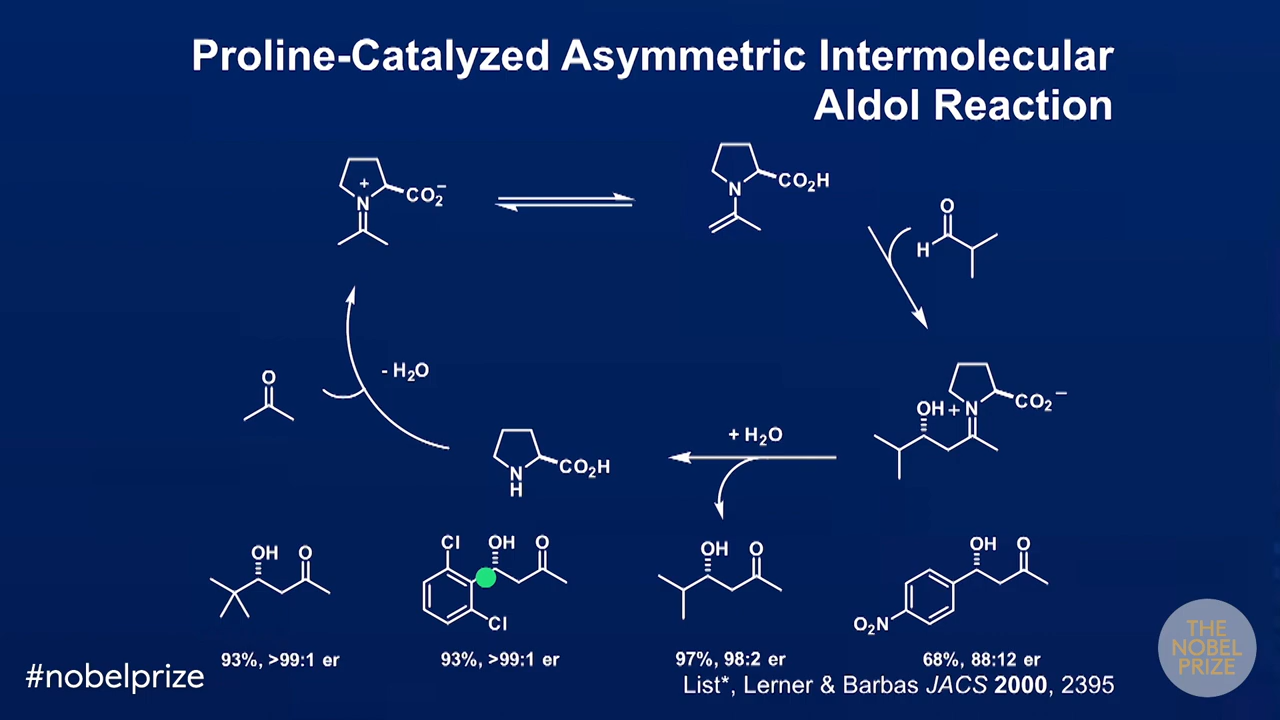 Proline-Catalyzed Asymmetric Intermolecular
Aldol Reaction
+
N
CO₂⁻
N
CO₂H
O
H
- H₂O
O
OH
+
N
CO₂⁻
+ H₂O
N
H
CO₂H
OH O
Cl OH O
Cl
OH O
OH O
O₂N
93%, >99:1 er
93%, >99:1 er
97%, 98:2 er
68%, 88:12 er
List*, Lerner & Barbas JACS 2000, 2395
#nobelprize
THE
NOBEL
PRIZE